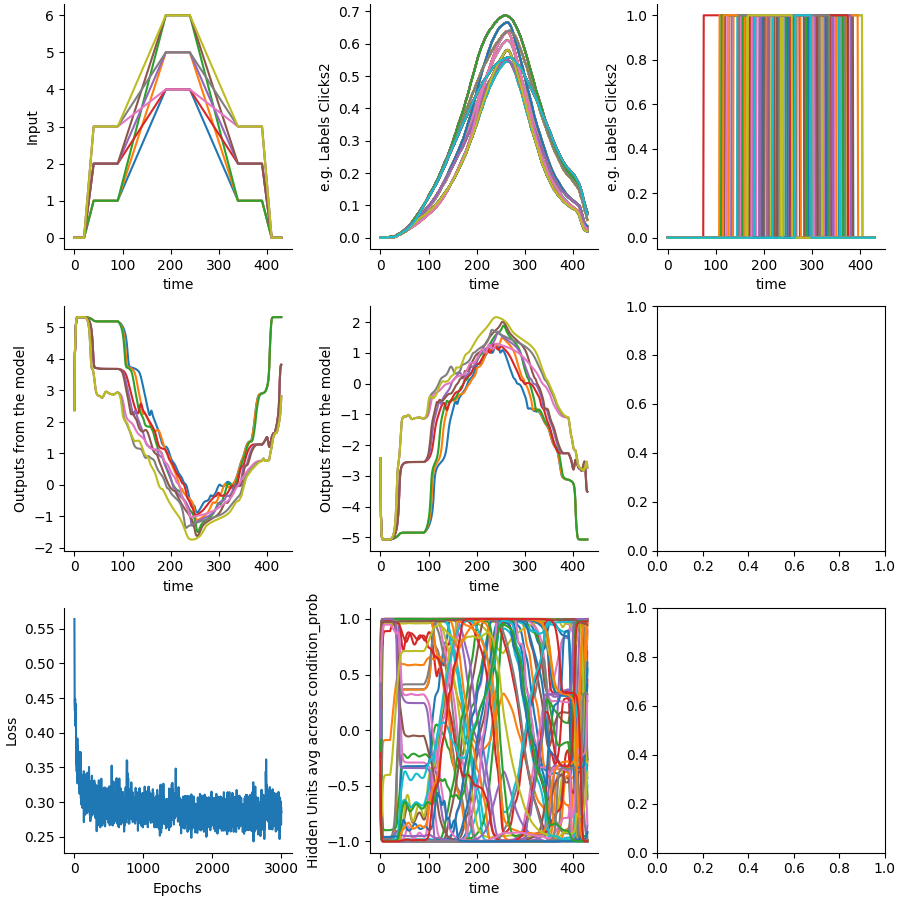 6
5
4
3
2
1
0
Input
0 100 200 300 400
time
0.7
0.6
0.5
0.4
0.3
0.2
0.1
0.0
e.g. Labels Clicks2
0 100 200 300 400
time
1.0
0.8
0.6
0.4
0.2
0.0
e.g. Labels Clicks2
0 100 200 300 400
time
5
4
3
2
1
0
−1
−2
Outputs from the model
0 100 200 300 400
time
2
1
0
−1
−2
−3
−4
−5
Outputs from the model
0 100 200 300 400
time
1.0
0.8
0.6
0.4
0.2
0.0
0.0 0.2 0.4 0.6 0.8 1.0
0.55
0.50
0.45
0.40
0.35
0.30
0.25
Loss
0 1000 2000 3000
Epochs
1.0
0.5
0.0
−0.5
−1.0
Hidden Units avg across condition_prob
0 100 200 300 400
time
1.0
0.8
0.6
0.4
0.2
0.0
0.0 0.2 0.4 0.6 0.8 1.0